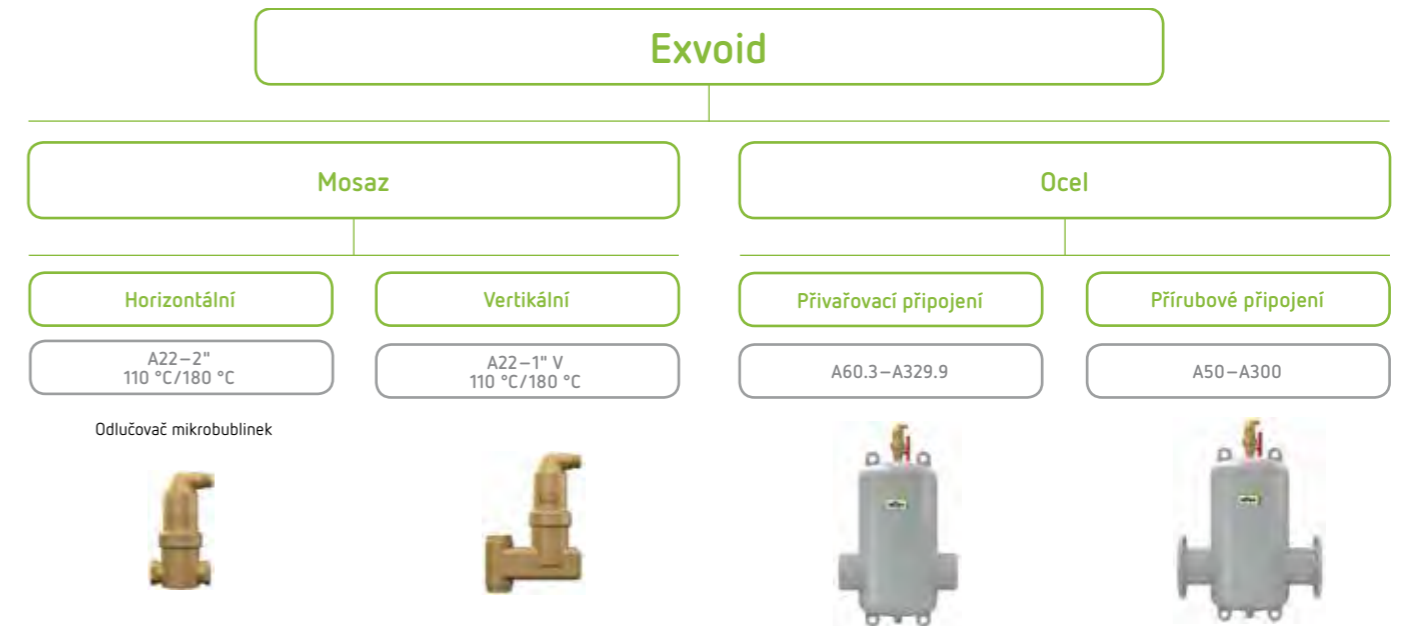 Exvoid
Mosaz
Ocel
Horizontální
Vertikální
Přivařovací připojení
Přírubové připojení
A22–2"
110 °C/180 °C
A22–1" V
110 °C/180 °C
A60.3–A329.9
A50–A300
Odlučovač mikrobublinek